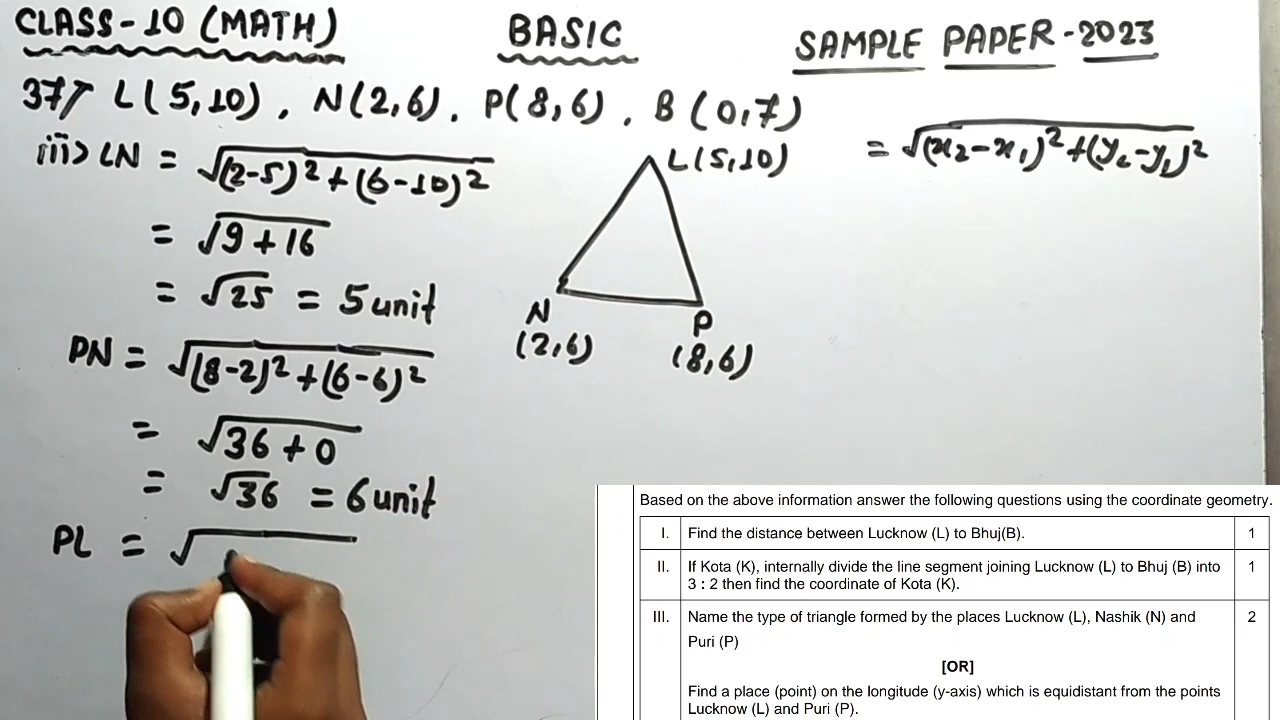 CLASS-10 (MATH) BASIC SAMPLE PAPER-2023
37) L(5,10), N(2,6), P(8,6), B(0,7)
iii> LN = √(2-5)²+(6-10)²
= √(x₂-x₁)²+(y₂-y₁)²
L(5,10)
= √9+16
= √25 = 5unit
N
(2,6)
P
(8,6)
PN = √(8-2)²+(6-6)²
= √36+0
= √36 = 6unit
PL = √
Based on the above information answer the following questions using the coordinate geometry.
I. Find the distance between Lucknow (L) to Bhuj(B). 1
II. If Kota (K), internally divide the line segment joining Lucknow (L) to Bhuj (B) into 1
3 : 2 then find the coordinate of Kota (K).
III. Name the type of triangle formed by the places Lucknow (L), Nashik (N) and 2
Puri (P)
[OR]
Find a place (point) on the longitude (y-axis) which is equidistant from the points
Lucknow (L) and Puri (P).